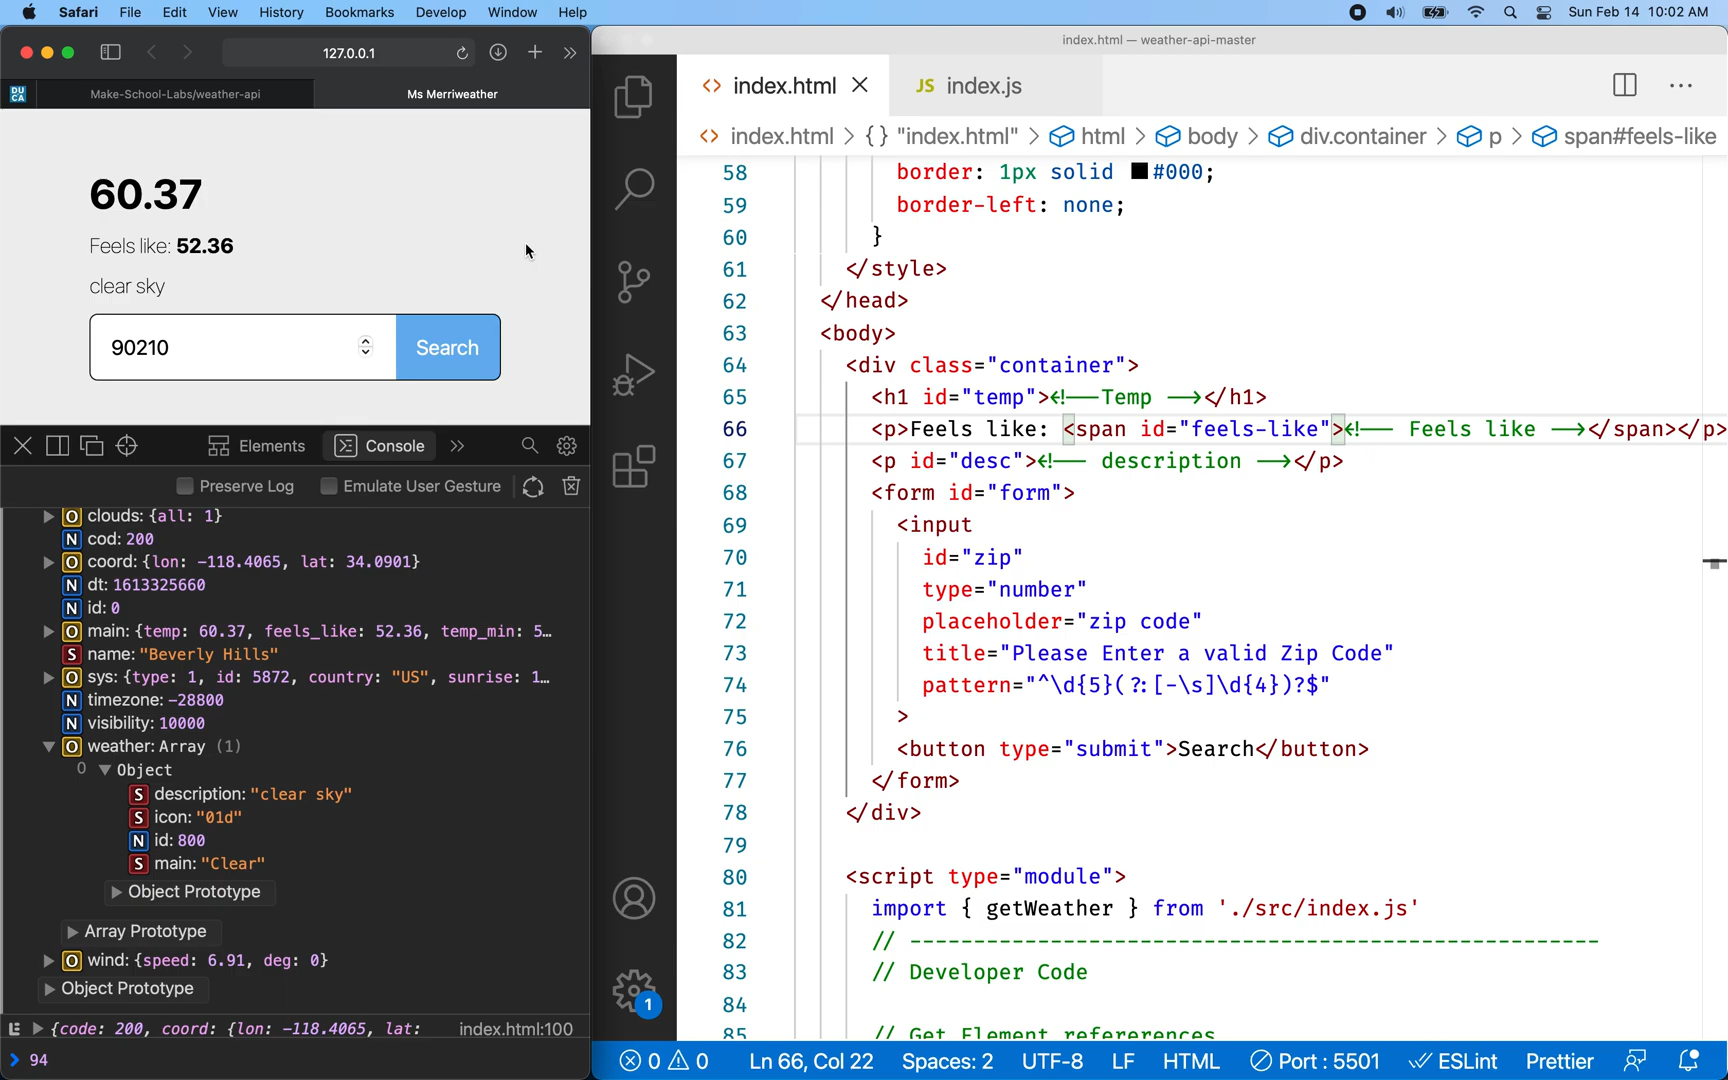 Safari File Edit View History Bookmarks Develop Window Help
Sun Feb 14 10:02 AM
127.0.0.1
DU
CA
Make-School-Labs/weather-api
Ms Merriweather
60.37
Feels like: 52.36
clear sky
90210
Search
Elements
Console
Preserve Log
Emulate User Gesture
O clouds: {all: 1}
N cod: 200
O coord: {lon: -118.4065, lat: 34.0901}
N dt: 1613325660
N id: 0
O main: {temp: 60.37, feels_like: 52.36, temp_min: 5…
S name: "Beverly Hills"
O sys: {type: 1, id: 5872, country: "US", sunrise: 1…
N timezone: -28800
N visibility: 10000
O weather: Array (1)
0 Object
S description: "clear sky"
S icon: "01d"
N id: 800
S main: "Clear"
Object Prototype
Array Prototype
O wind: {speed: 6.91, deg: 0}
Object Prototype
E {code: 200, coord: {lon: -118.4065, lat: index.html:100
> 94
index.html — weather-api-master
<> index.html
JS index.js
<> index.html > {} "index.html" > html > body > div.container > p > span#feels-like
58 border: 1px solid #000;
59 border-left: none;
60 }
61 </style>
62 </head>
63 <body>
64 <div class="container">
65 <h1 id="temp"><!-- Temp --></h1>
66 <p>Feels like: <span id="feels-like"><!-- Feels like --></span></p>
67 <p id="desc"><!-- description --></p>
68 <form id="form">
69 <input
70 id="zip"
71 type="number"
72 placeholder="zip code"
73 title="Please Enter a valid Zip Code"
74 pattern="^\d{5}(?:[-\s]\d{4})?$"
75 >
76 <button type="submit">Search</button>
77 </form>
78 </div>
79
80 <script type="module">
81 import { getWeather } from './src/index.js'
82 // ------------------------------------------------------
83 // Developer Code
84
85 // Get Element refererences
1
0 0 Ln 66, Col 22 Spaces: 2 UTF-8 LF HTML Port : 5501 ESLint Prettier